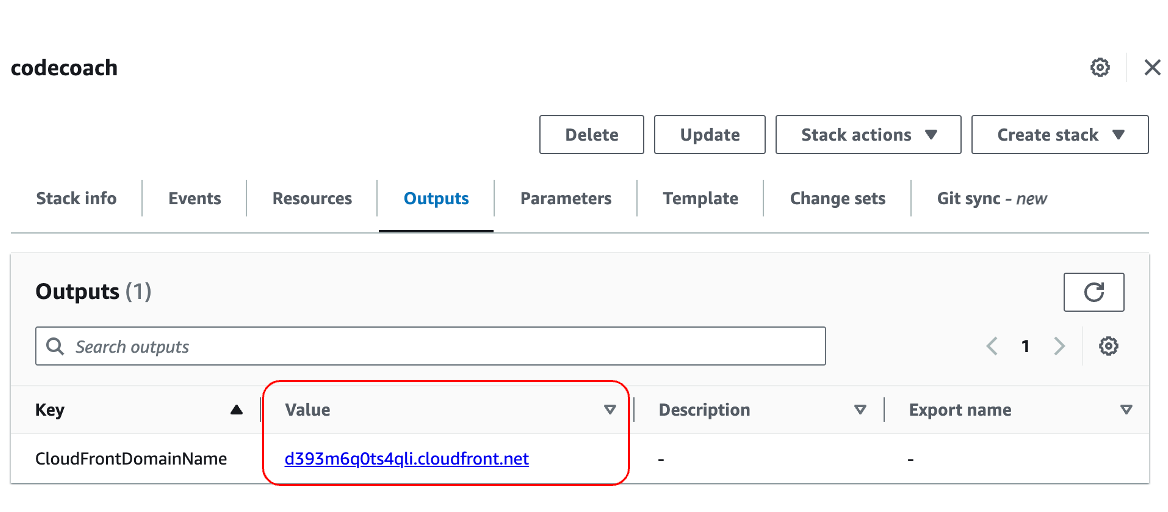 codecoach
Delete Update Stack actions Create stack
Stack info Events Resources Outputs Parameters Template Change sets Git sync - new
Outputs (1)
Search outputs 1
Key Value Description Export name
CloudFrontDomainName d393m6q0ts4qli.cloudfront.net - -